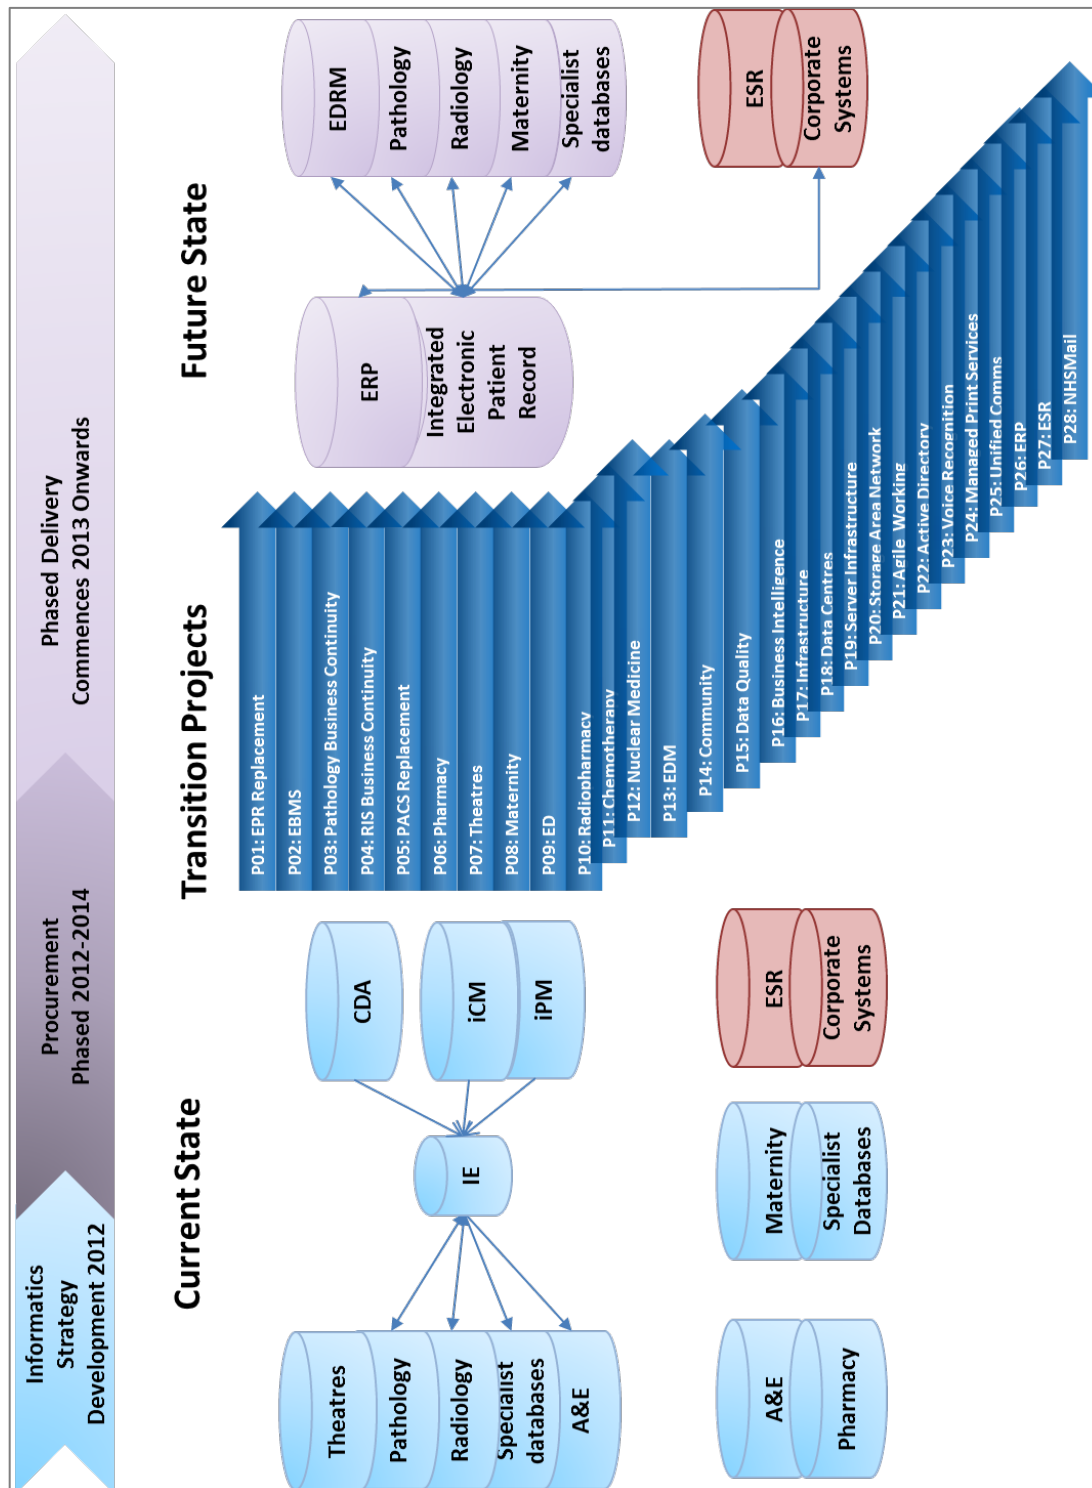 Informatics
Strategy
Development 2012
Procurement
Phased 2012-2014
Phased Delivery
Commences 2013 Onwards
Current State
Transition Projects
Future State
Theatres
Pathology
Radiology
Specialist
databases
A&E
IE
CDA
iCM
iPM
A&E
Pharmacy
Maternity
Specialist
Databases
ESR
Corporate
Systems
P01: EPR Replacement
P02: EBMS
P03: Pathology Business Continuity
P04: RIS Business Continuity
P05: PACS Replacement
P06: Pharmacy
P07: Theatres
P08: Maternity
P09: ED
P10: Radiopharmacy
P11: Chemotherapy
P12: Nuclear Medicine
P13: EDM
P14: Community
P15: Data Quality
P16: Business Intelligence
P17: Infrastructure
P18: Data Centres
P19: Server Infrastructure
P20: Storage Area Network
P21: Agile Working
P22: Active Directory
P23: Voice Recognition
P24: Managed Print Services
P25: Unified Comms
P26: ERP
P27: ESR
P28: NHSMail
ERP
Integrated
Electronic
Patient
Record
EDRM
Pathology
Radiology
Maternity
Specialist
databases
ESR
Corporate
Systems